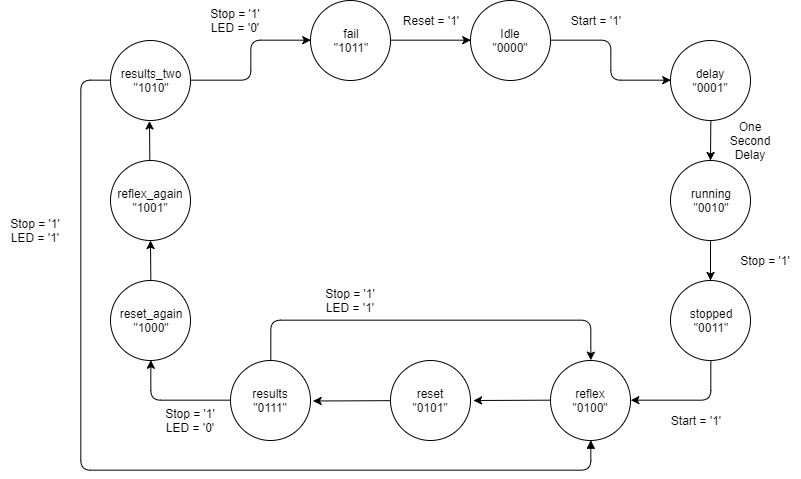 Stop = '1'
LED = '0'
fail
"1011"
Reset = '1'
Idle
"0000"
Start = '1'
results_two
"1010"
delay
"0001"
One
Second
Delay
reflex_again
"1001"
running
"0010"
Stop = '1'
LED = '1'
Stop = '1'
reset_again
"1000"
Stop = '1'
LED = '1'
stopped
"0011"
results
"0111"
reset
"0101"
reflex
"0100"
Stop = '1'
LED = '0'
Start = '1'